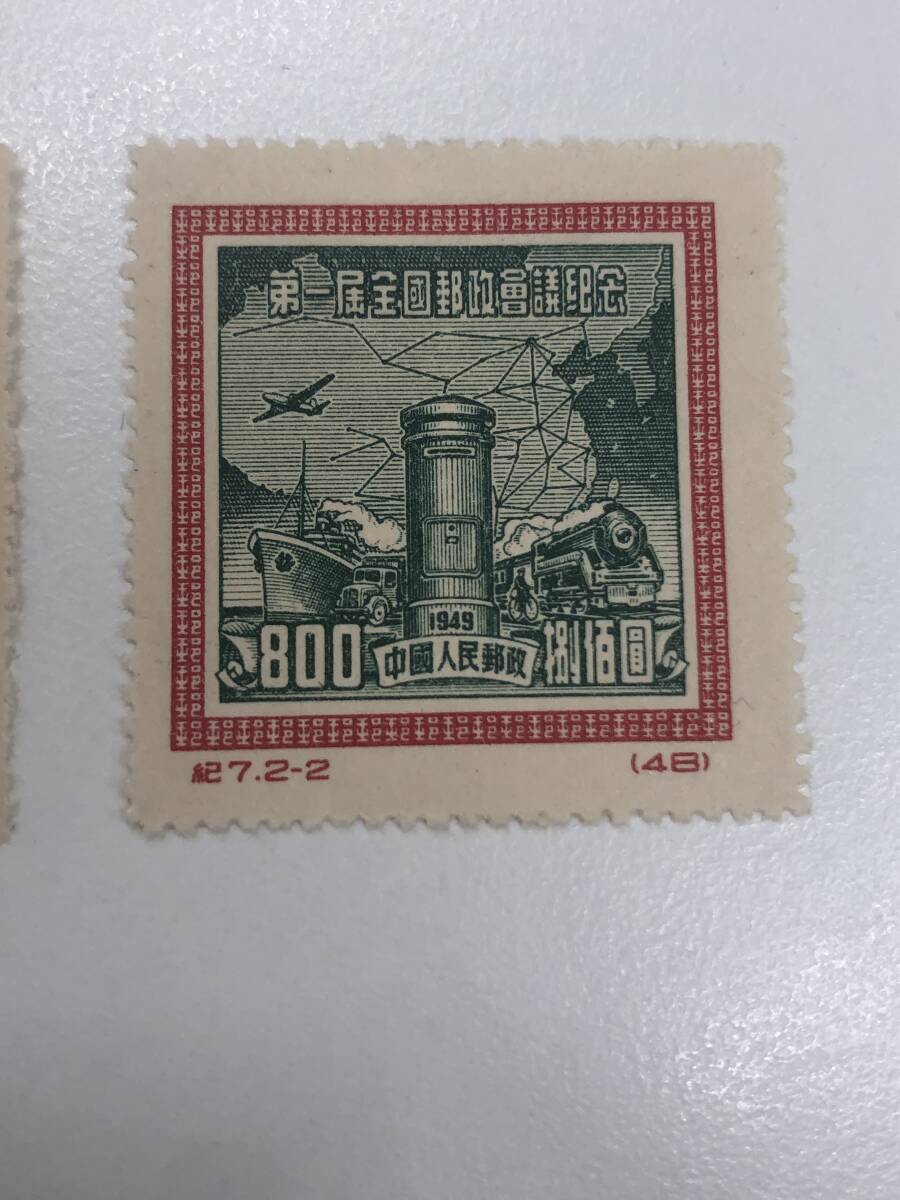 第一屆全國郵政會議纪念
1949
800 中國人民郵政 捌佰圓
紀7.2-2 (48)